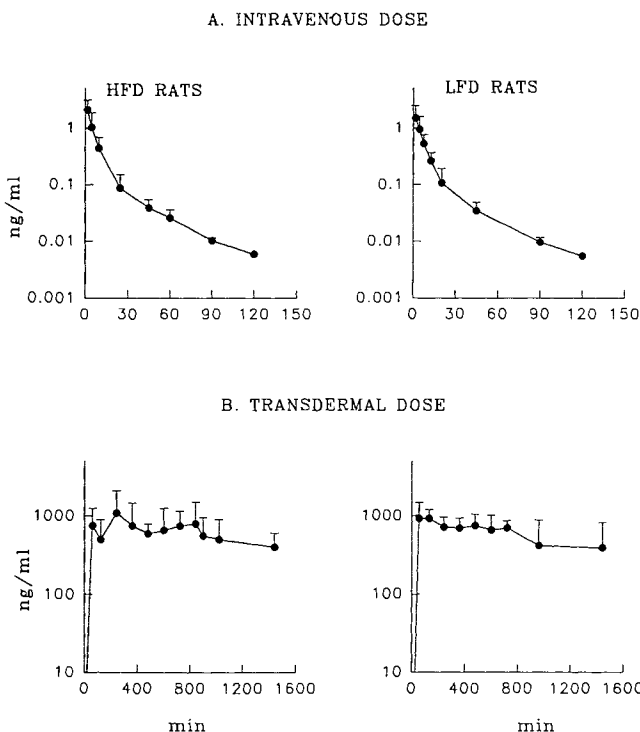 A. INTRAVENOUS DOSE
HFD RATS
LFD RATS
ng/ml
1
0.1
0.01
0.001
0 30 60 90 120 150
1
0.1
0.01
0.001
0 30 60 90 120 150
B. TRANSDERMAL DOSE
ng/ml
1000
100
10
0 400 800 1200 1600
min
1000
100
10
0 400 800 1200 1600
min